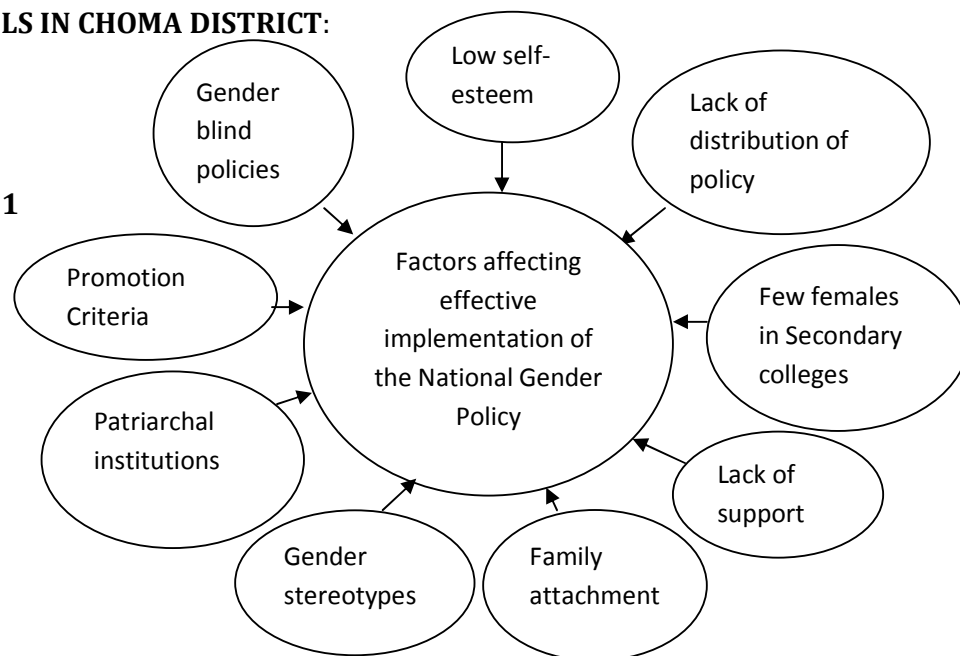 LS IN CHOMA DISTRICT:
Low self-
esteem
Gender
blind
policies
Lack of
distribution of
policy
1
Factors affecting
effective
implementation of
the National Gender
Policy
Promotion
Criteria
Few females
in Secondary
colleges
Patriarchal
institutions
Lack of
support
Gender
stereotypes
Family
attachment